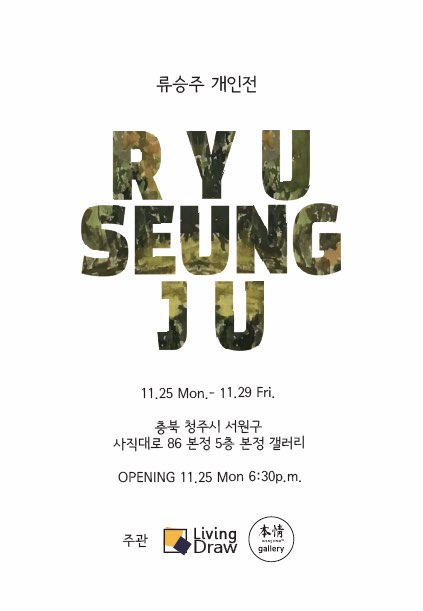 류승주 개인전
RYU
SEUNG
JU
11.25 Mon.- 11.29 Fri.
충북 청주시 서원구
사직대로 86 본정 5층 본정 갤러리
OPENING 11.25 Mon 6:30p.m.
주관
Living
Draw
本情
gallery